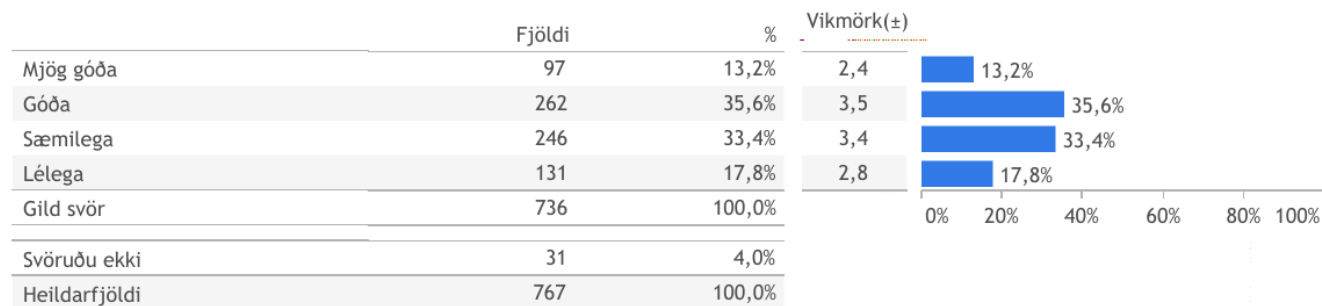 Fjöldi % Vikmörk(±)
Mjög góða 97 13,2% 2,4 13,2%
Góða 262 35,6% 3,5 35,6%
Sæmilega 246 33,4% 3,4 33,4%
Lélega 131 17,8% 2,8 17,8%
Gild svör 736 100,0%
0% 20% 40% 60% 80% 100%
Svöruðu ekki 31 4,0%
Heildarfjöldi 767 100,0%